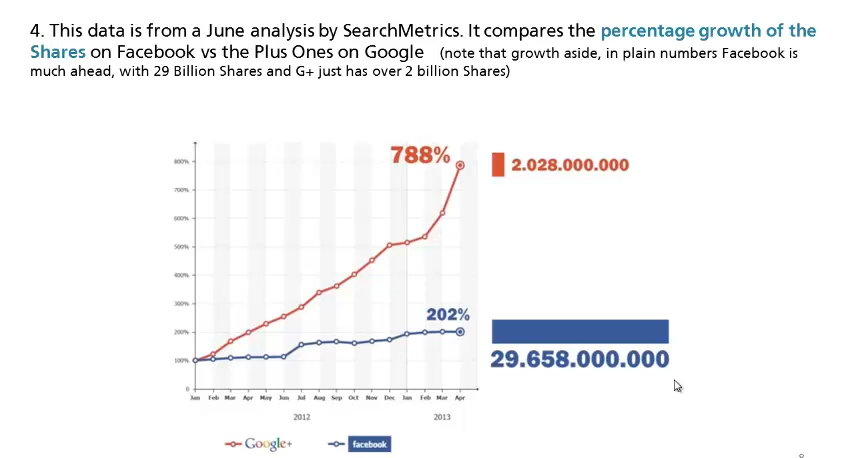 4. This data is from a June analysis by SearchMetrics. It compares the percentage growth of the
Shares on Facebook vs the Plus Ones on Google (note that growth aside, in plain numbers Facebook is
much ahead, with 29 Billion Shares and G+ just has over 2 billion Shares)
788%
2.028.000.000
800%
700%
600%
500%
400%
300%
202%
200%
29.658.000.000
100%
0
Jan Feb Mar Apr May Jun Jul Aug Sep Oct Nov Dec Jan Feb Mar Apr
2012 2013
Google+ facebook